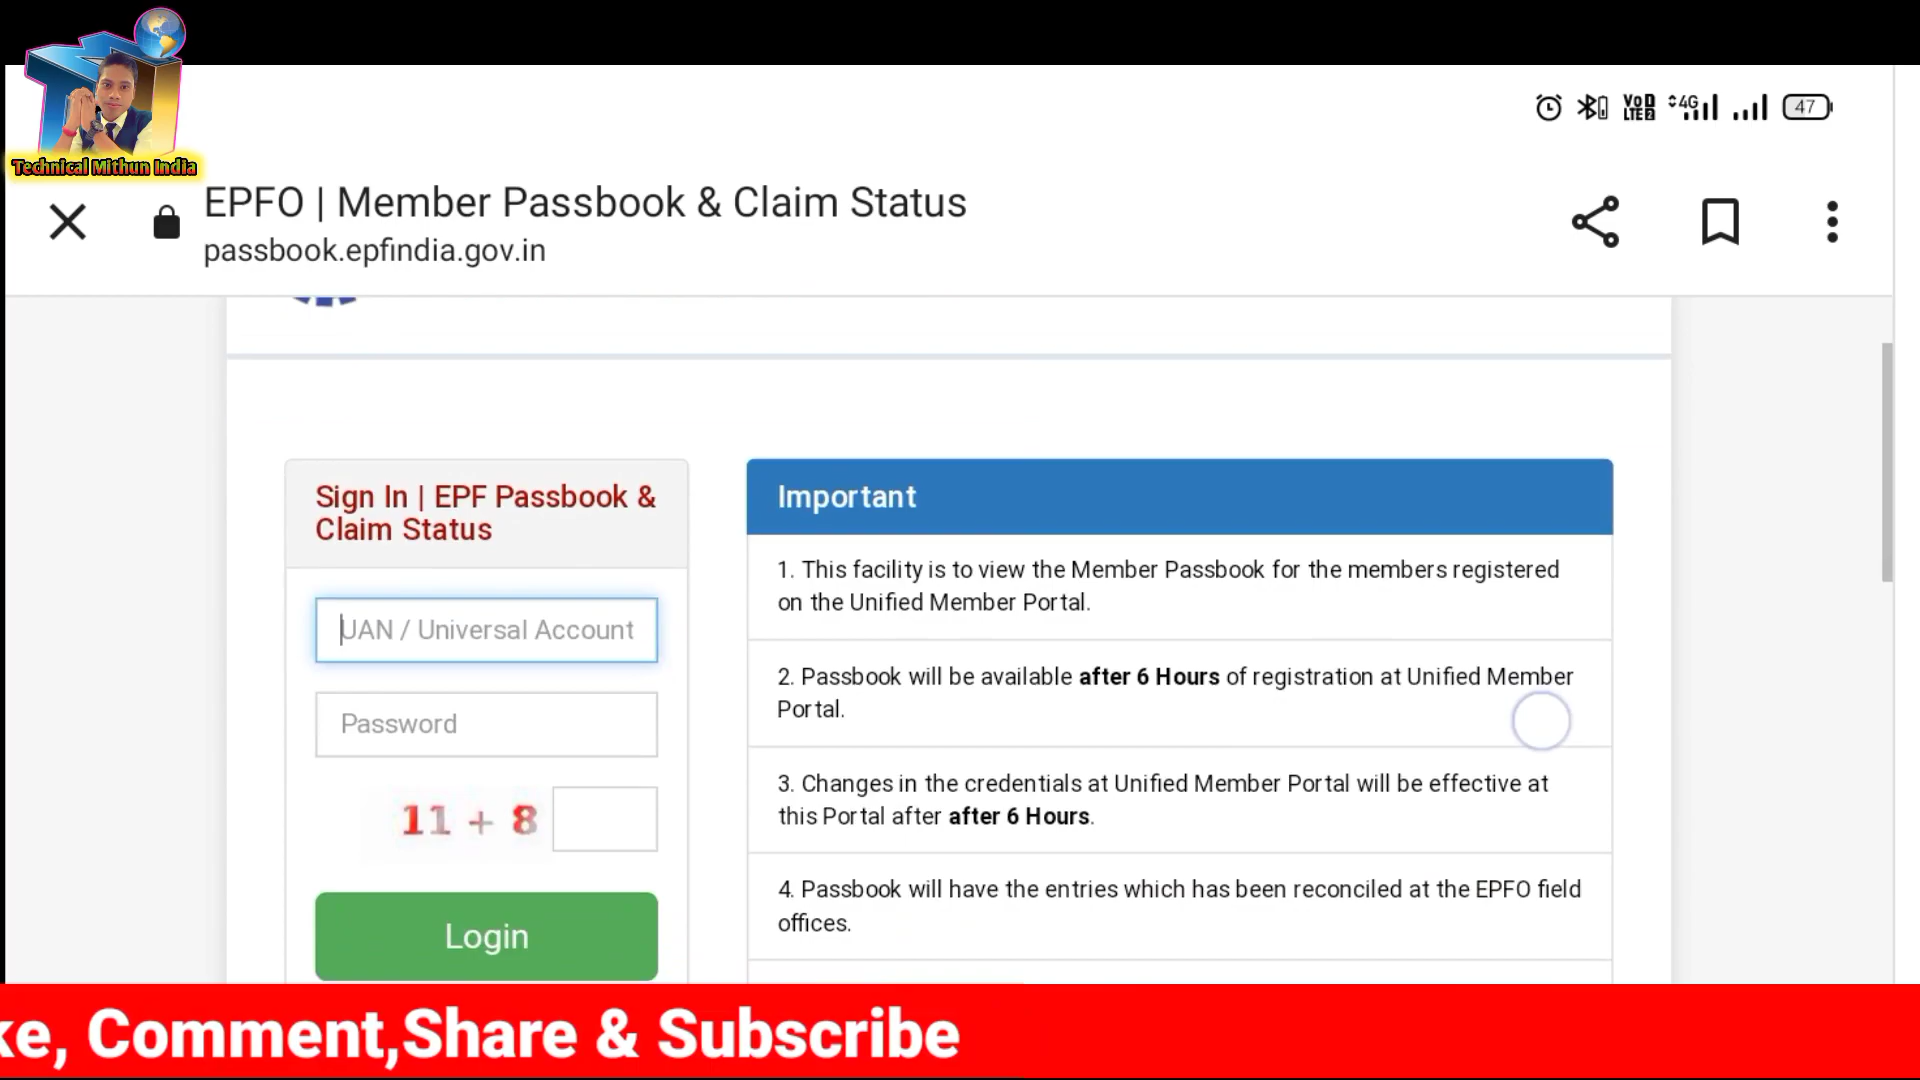 Technical Mithun India
VoD
LTE 2
4G
47
EPFO | Member Passbook & Claim Status
passbook.epfindia.gov.in
Sign In | EPF Passbook &
Claim Status
UAN / Universal Account
Password
11 + 8
Login
Important
1. This facility is to view the Member Passbook for the members registered
on the Unified Member Portal.
2. Passbook will be available after 6 Hours of registration at Unified Member
Portal.
3. Changes in the credentials at Unified Member Portal will be effective at
this Portal after after 6 Hours.
4. Passbook will have the entries which has been reconciled at the EPFO field
offices.
ke, Comment,Share & Subscribe